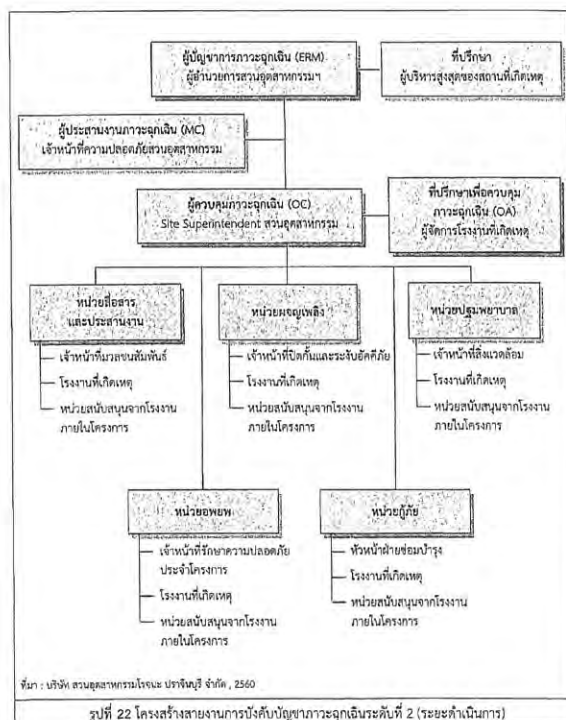 ผู้บัญชาการภาวะฉุกเฉิน (ERM)
ผู้อำนวยการสวนอุตสาหกรรมฯ
ที่ปรึกษา
ผู้บริหารสูงสุดของสถานที่เกิดเหตุ
ผู้ประสานงานภาวะฉุกเฉิน (MC)
เจ้าหน้าที่ความปลอดภัยสวนอุตสาหกรรม
ผู้ควบคุมภาวะฉุกเฉิน (OC)
Site Superintendent สวนอุตสาหกรรม
ที่ปรึกษาเพื่อควบคุม
ภาวะฉุกเฉิน (OA)
ผู้จัดการโรงงานที่เกิดเหตุ
หน่วยสื่อสาร
และประสานงาน
เจ้าหน้าที่มวลชนสัมพันธ์
โรงงานที่เกิดเหตุ
หน่วยสนับสนุนจากโรงงาน
ภายในโครงการ
หน่วยผจญเพลิง
เจ้าหน้าที่ปิดกั้นและระงับอัคคีภัย
โรงงานที่เกิดเหตุ
หน่วยสนับสนุนจากโรงงาน
ภายในโครงการ
หน่วยปฐมพยาบาล
เจ้าหน้าที่สิ่งแวดล้อม
โรงงานที่เกิดเหตุ
หน่วยสนับสนุนจากโรงงาน
ภายในโครงการ
หน่วยอพยพ
เจ้าหน้าที่รักษาความปลอดภัย
ประจำโครงการ
โรงงานที่เกิดเหตุ
หน่วยสนับสนุนจากโรงงาน
ภายในโครงการ
หน่วยกู้ภัย
หัวหน้าฝ่ายซ่อมบำรุง
โรงงานที่เกิดเหตุ
หน่วยสนับสนุนจากโรงงาน
ภายในโครงการ
ที่มา : บริษัท สวนอุตสาหกรรมโรจนะ ปราจีนบุรี จำกัด , 2560
รูปที่ 22 โครงสร้างสายงานการบังคับบัญชาภาวะฉุกเฉินระดับที่ 2 (ระยะดำเนินการ)